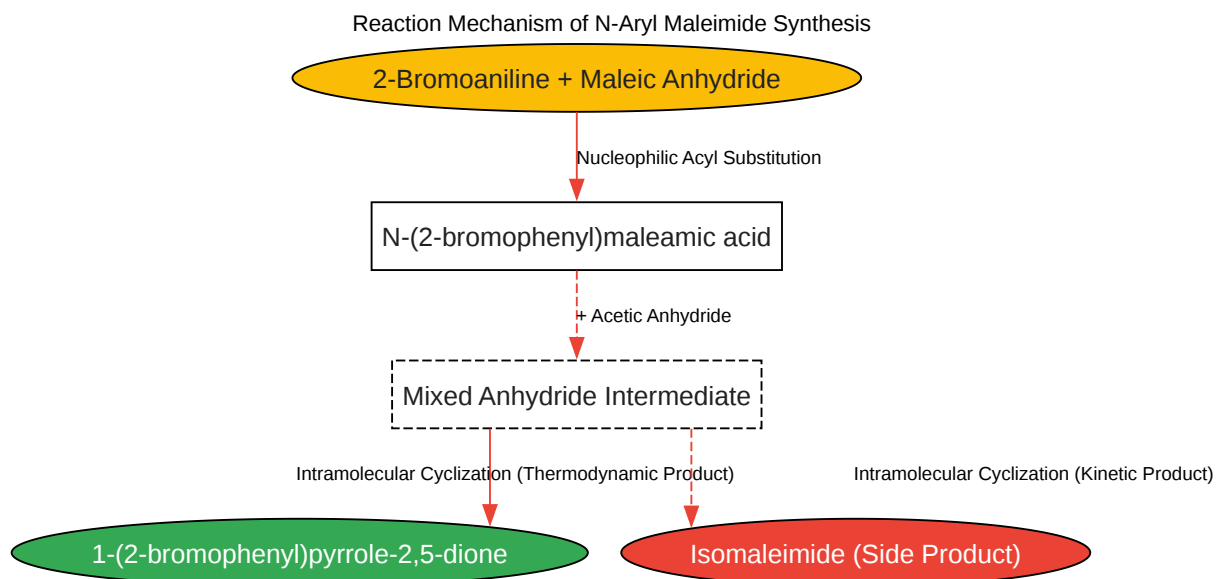 Reaction Mechanism of N-Aryl Maleimide Synthesis
2-Bromoaniline + Maleic Anhydride
Nucleophilic Acyl Substitution
N-(2-bromophenyl)maleamic acid
+ Acetic Anhydride
Mixed Anhydride Intermediate
Intramolecular Cyclization (Thermodynamic Product)
Intramolecular Cyclization (Kinetic Product)
1-(2-bromophenyl)pyrrole-2,5-dione
Isomaleimide (Side Product)